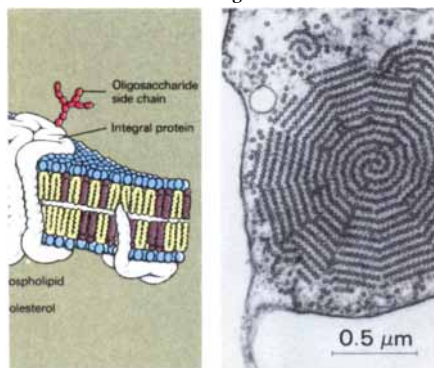 Oligosaccharide
side chain
Integral protein
ospholipid
olesterol
0.5 μm